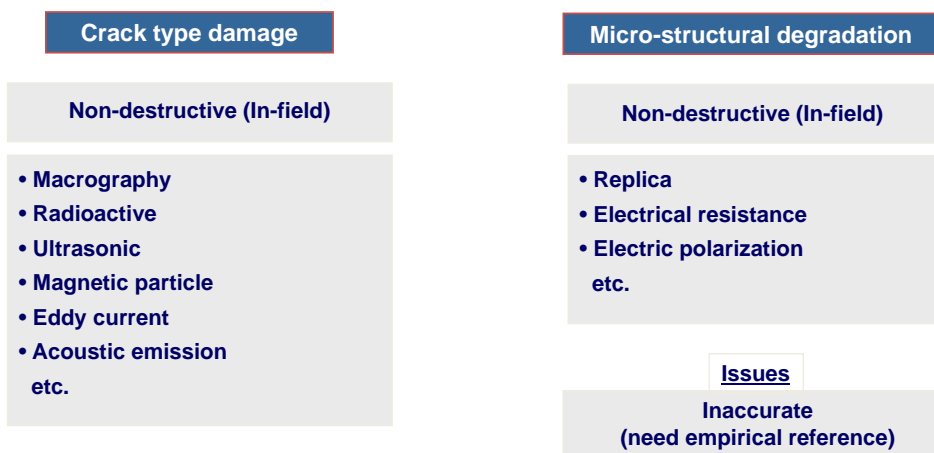 Crack type damage
Non-destructive (In-field)
• Macrography
• Radioactive
• Ultrasonic
• Magnetic particle
• Eddy current
• Acoustic emission
etc.
Micro-structural degradation
Non-destructive (In-field)
• Replica
• Electrical resistance
• Electric polarization
etc.
Issues
Inaccurate
(need empirical reference)